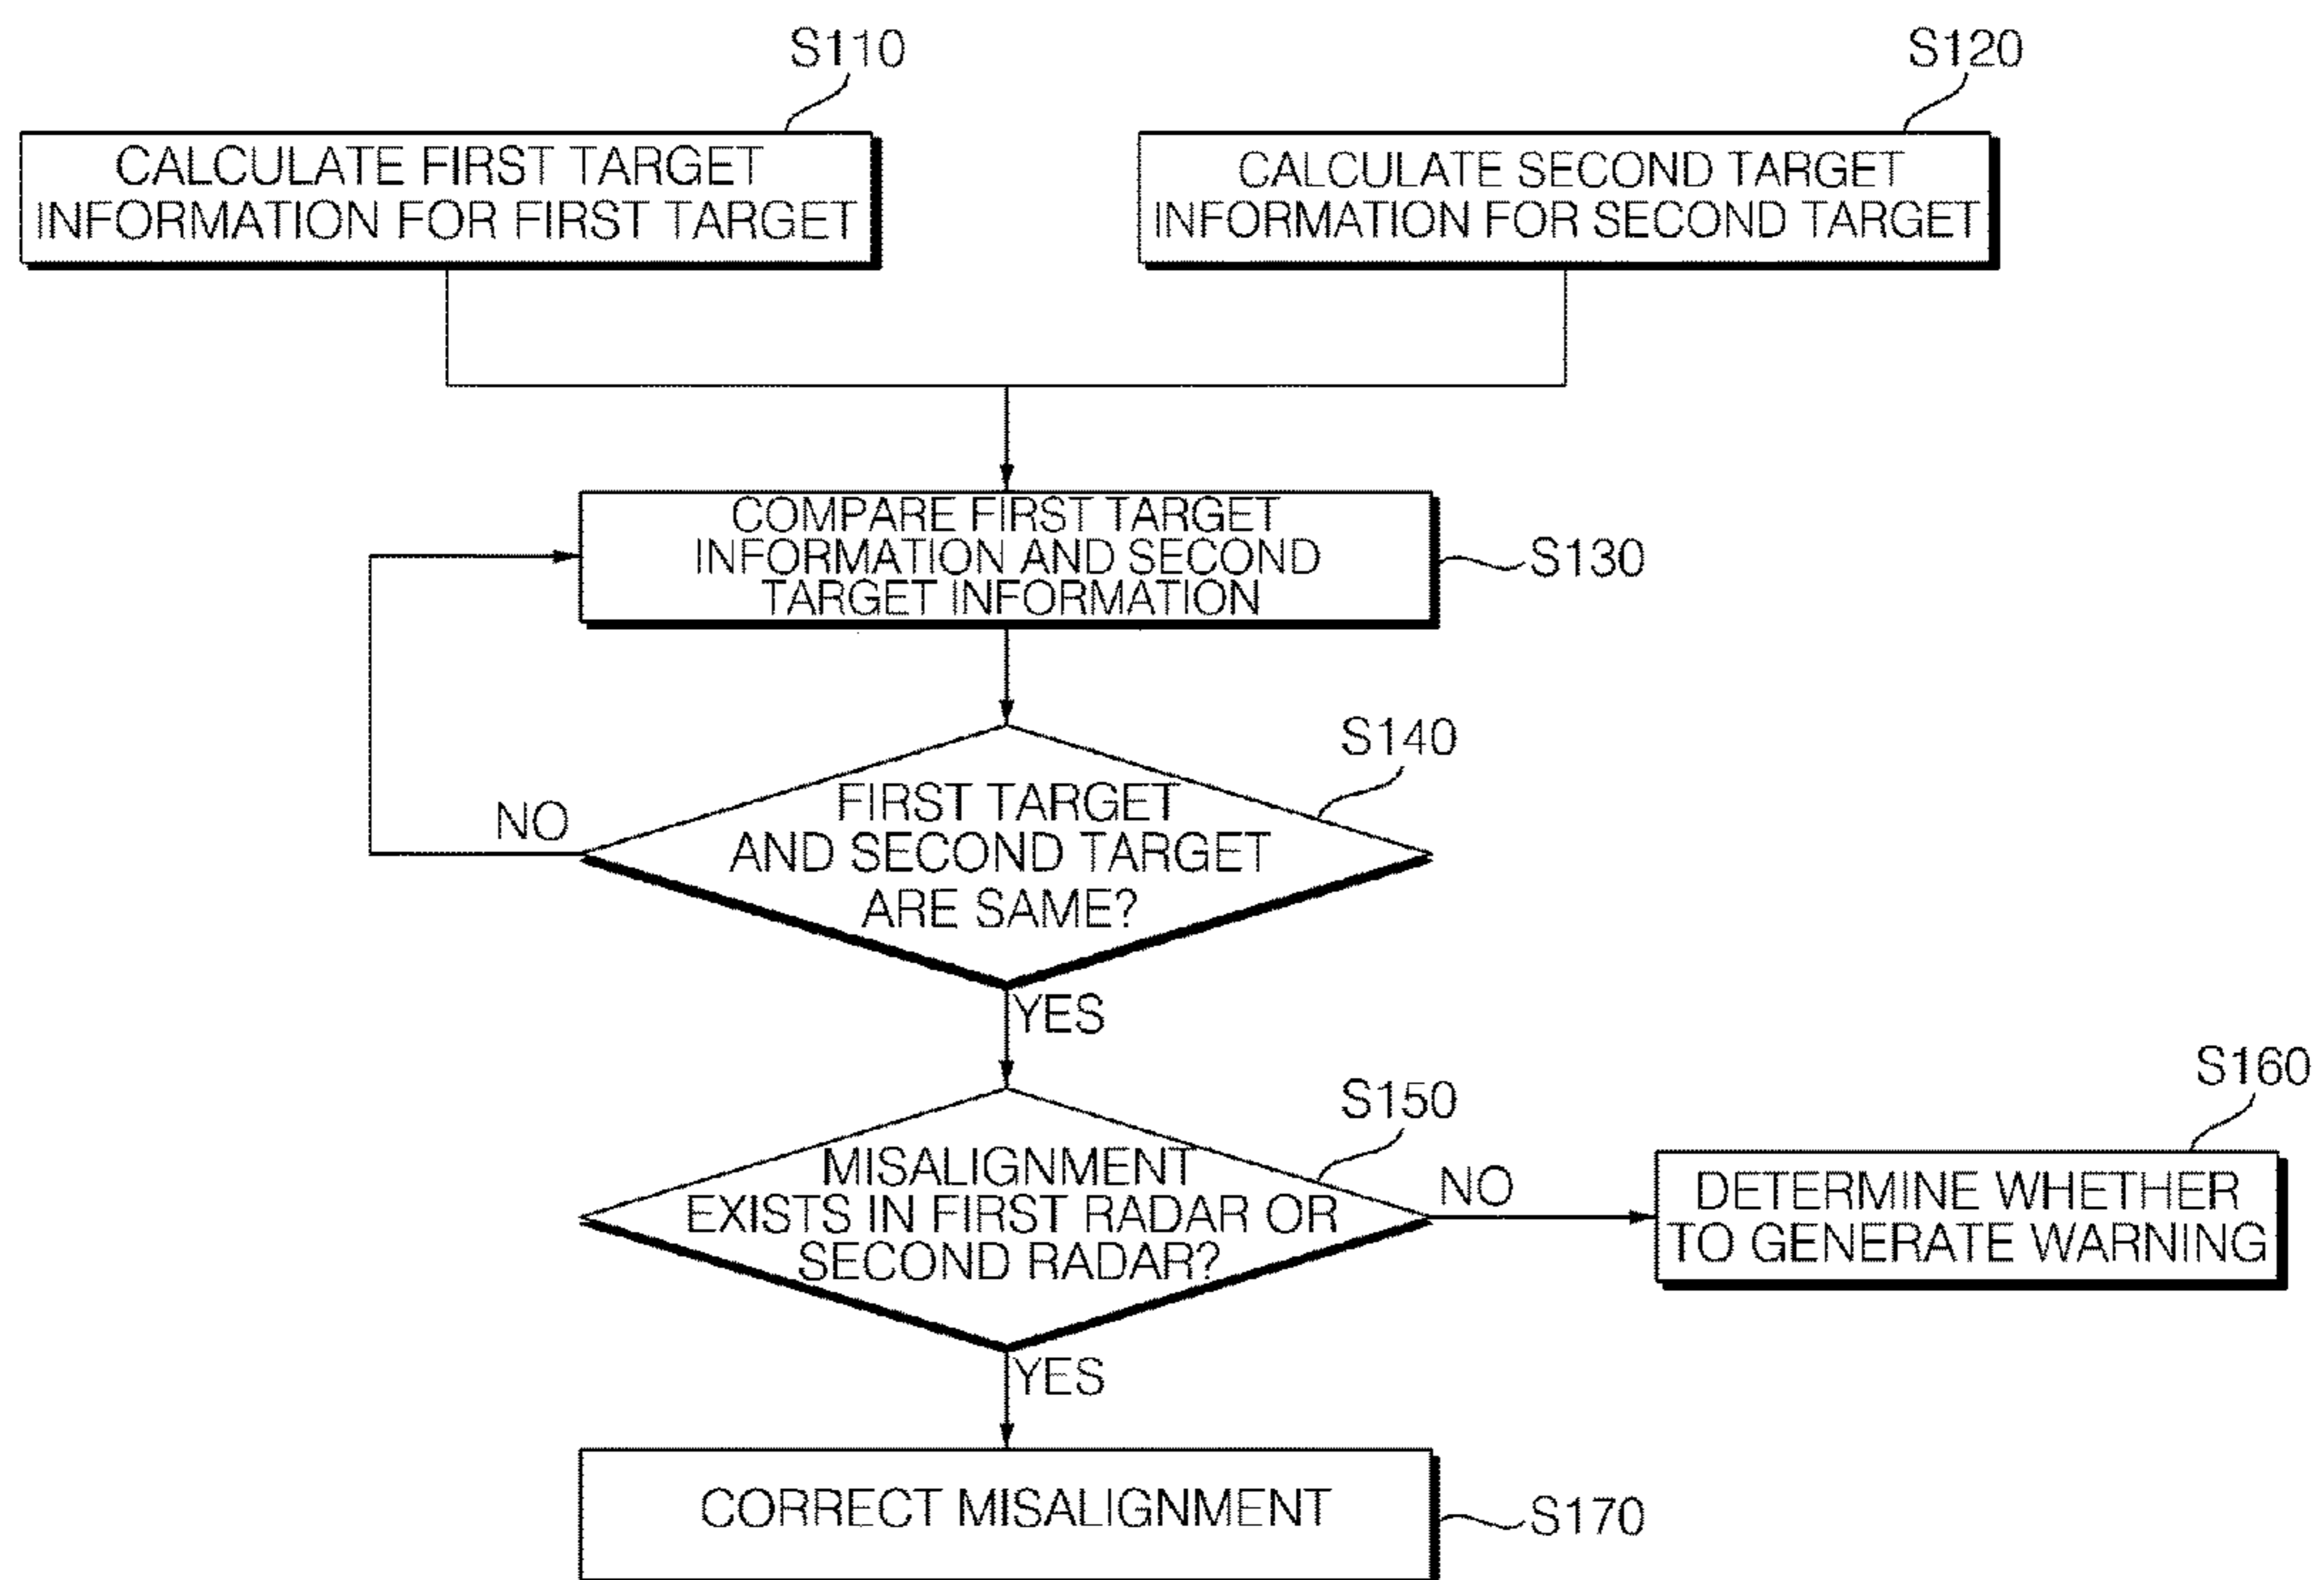 S110
S120
CALCULATE FIRST TARGET
INFORMATION FOR FIRST TARGET
CALCULATE SECOND TARGET
INFORMATION FOR SECOND TARGET
COMPARE FIRST TARGET
INFORMATION AND SECOND
TARGET INFORMATION
S130
S140
FIRST TARGET
AND SECOND TARGET
ARE SAME?
NO
YES
S150
S160
MISALIGNMENT
EXISTS IN FIRST RADAR OR
SECOND RADAR?
NO
DETERMINE WHETHER
TO GENERATE WARNING
YES
CORRECT MISALIGNMENT
S170